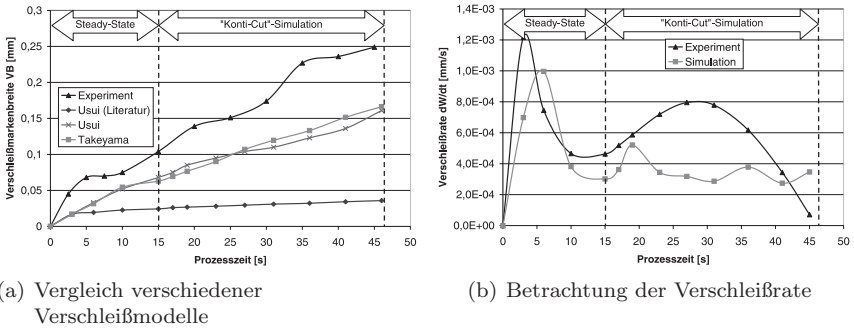 Steady-State
"Konti-Cut"-Simulation
0,3
0,25
0,2
0,15
0,1
0,05
0
Verschleißmarkenbreite VB [mm]
Experiment
Usui (Literatur)
Usui
Takeyama
0 5 10 15 20 25 30 35 40 45 50
Prozesszeit [s]
(a) Vergleich verschiedener
Verschleißmodelle
Steady-State
"Konti-Cut"-Simulation
1,4E-03
1,2E-03
1,0E-03
8,0E-04
6,0E-04
4,0E-04
2,0E-04
0,0E+00
Verschleißrate dW/dt [mm/s]
Experiment
Simulation
0 5 10 15 20 25 30 35 40 45 50
Prozesszeit [s]
(b) Betrachtung der Verschleißrate